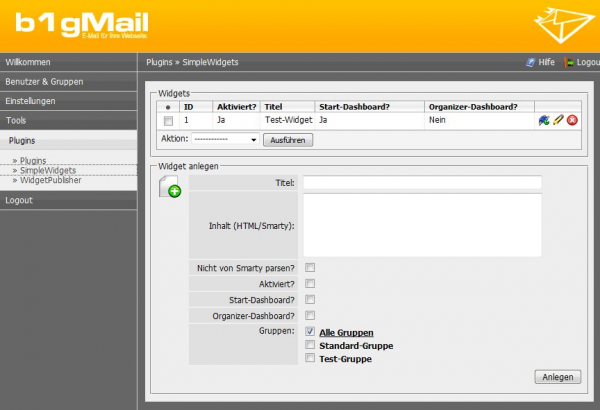 b1gMail
E-Mail für Ihre Webseite.
Willkommen
Plugins » SimpleWidgets
Hilfe
Logou
Benutzer & Gruppen
Einstellungen
Tools
Plugins
» Plugins
» SimpleWidgets
» WidgetPublisher
Logout
Widgets
ID Aktiviert? Titel Start-Dashboard? Organizer-Dashboard?
1 Ja Test-Widget Ja Nein
Aktion: ------------ Ausführen
Widget anlegen
Titel:
Inhalt (HTML/Smarty):
Nicht von Smarty parsen?
Aktiviert?
Start-Dashboard?
Organizer-Dashboard?
Gruppen: Alle Gruppen
Standard-Gruppe
Test-Gruppe
Anlegen